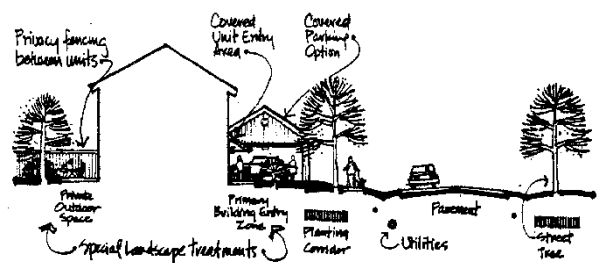 Privacy fencing
between units
Covered
Unit Entry
Area
Covered
Parking
Option
Private
Outdoor
Space
Primary
Building Entry
Zone
Planting
Corridor
Utilities
Pavement
Street
Tree
Special Landscape Treatments